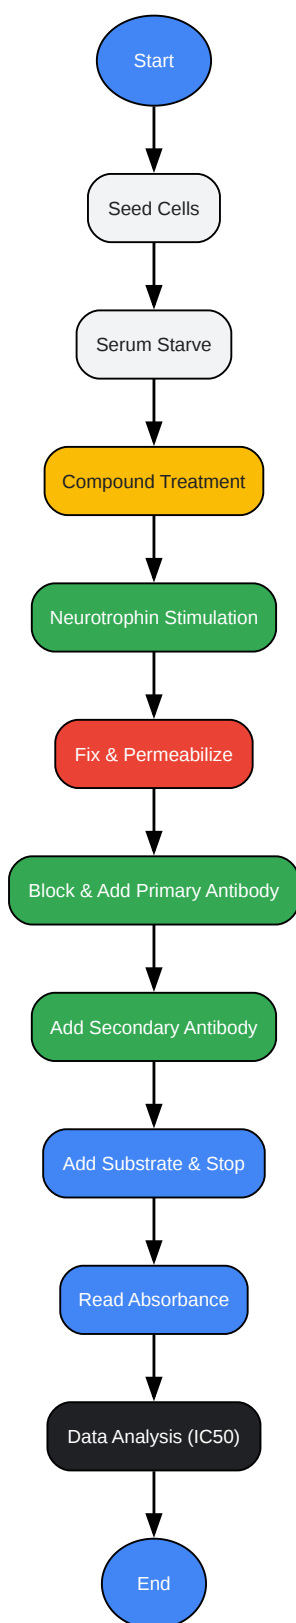 Start
Seed Cells
Serum Starve
Compound Treatment
Neurotrophin Stimulation
Fix & Permeabilize
Block & Add Primary Antibody
Add Secondary Antibody
Add Substrate & Stop
Read Absorbance
Data Analysis (IC50)
End